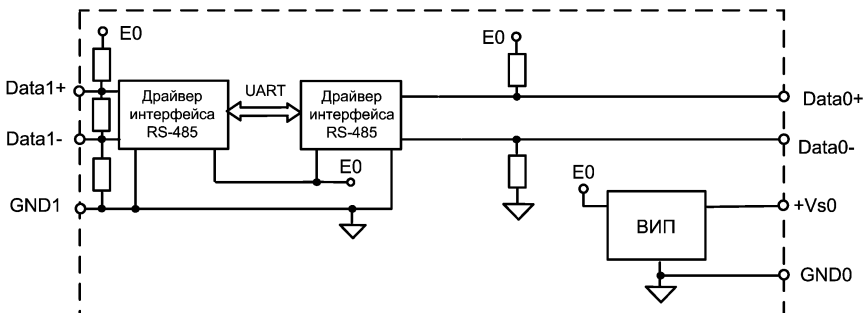 E0
E0
Data1+
Драйвер
интерфейса
RS-485
UART
Драйвер
интерфейса
RS-485
Data0+
Data1-
Data0-
E0
E0
GND1
ВИП
+Vs0
GND0